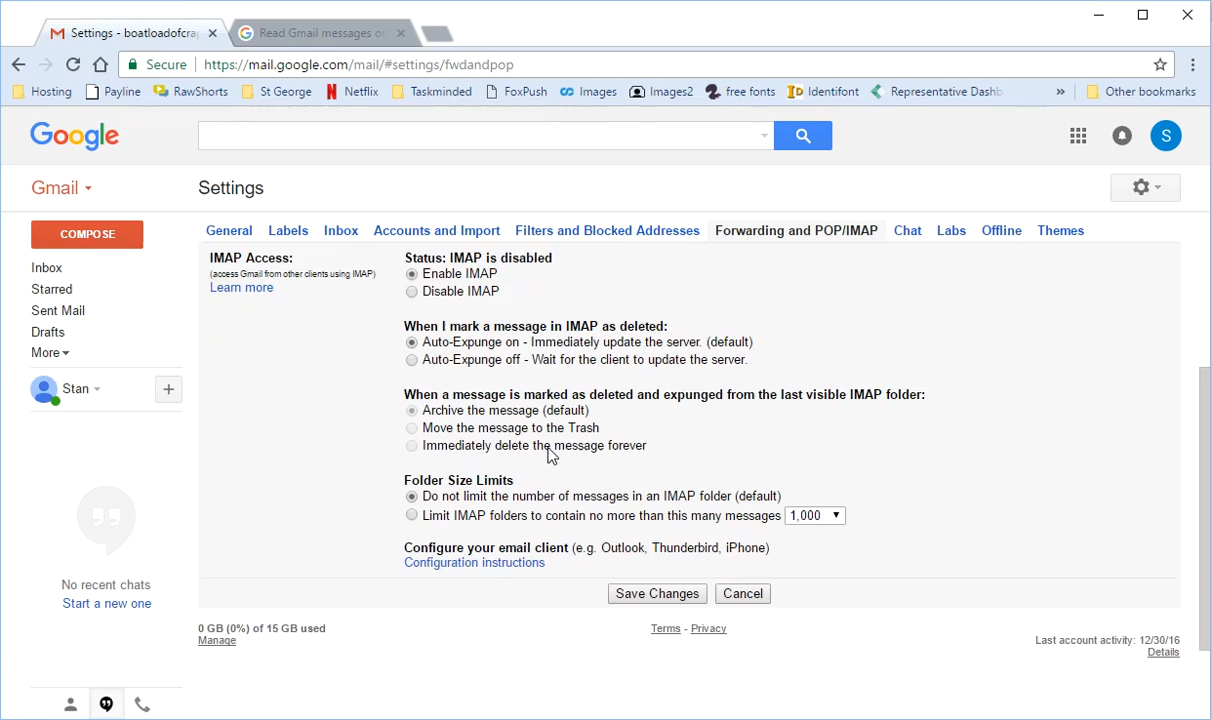 Settings - boatloadofcrap
Read Gmail messages on
Secure https://mail.google.com/mail/#settings/fwdandpop
Hosting Payline RawShorts St George Netflix Taskminded FoxPush Images Images2 free fonts Identifont Representative Dashb » Other bookmarks
Google
S
Gmail
Settings
COMPOSE
General Labels Inbox Accounts and Import Filters and Blocked Addresses Forwarding and POP/IMAP Chat Labs Offline Themes
Inbox
Starred
Sent Mail
Drafts
More
Stan
No recent chats
Start a new one
IMAP Access:
(access Gmail from other clients using IMAP)
Learn more
Status: IMAP is disabled
Enable IMAP
Disable IMAP
When I mark a message in IMAP as deleted:
Auto-Expunge on - Immediately update the server. (default)
Auto-Expunge off - Wait for the client to update the server.
When a message is marked as deleted and expunged from the last visible IMAP folder:
Archive the message (default)
Move the message to the Trash
Immediately delete the message forever
Folder Size Limits
Do not limit the number of messages in an IMAP folder (default)
Limit IMAP folders to contain no more than this many messages 1,000
Configure your email client (e.g. Outlook, Thunderbird, iPhone)
Configuration instructions
Save Changes Cancel
0 GB (0%) of 15 GB used
Manage
Terms - Privacy
Last account activity: 12/30/16
Details